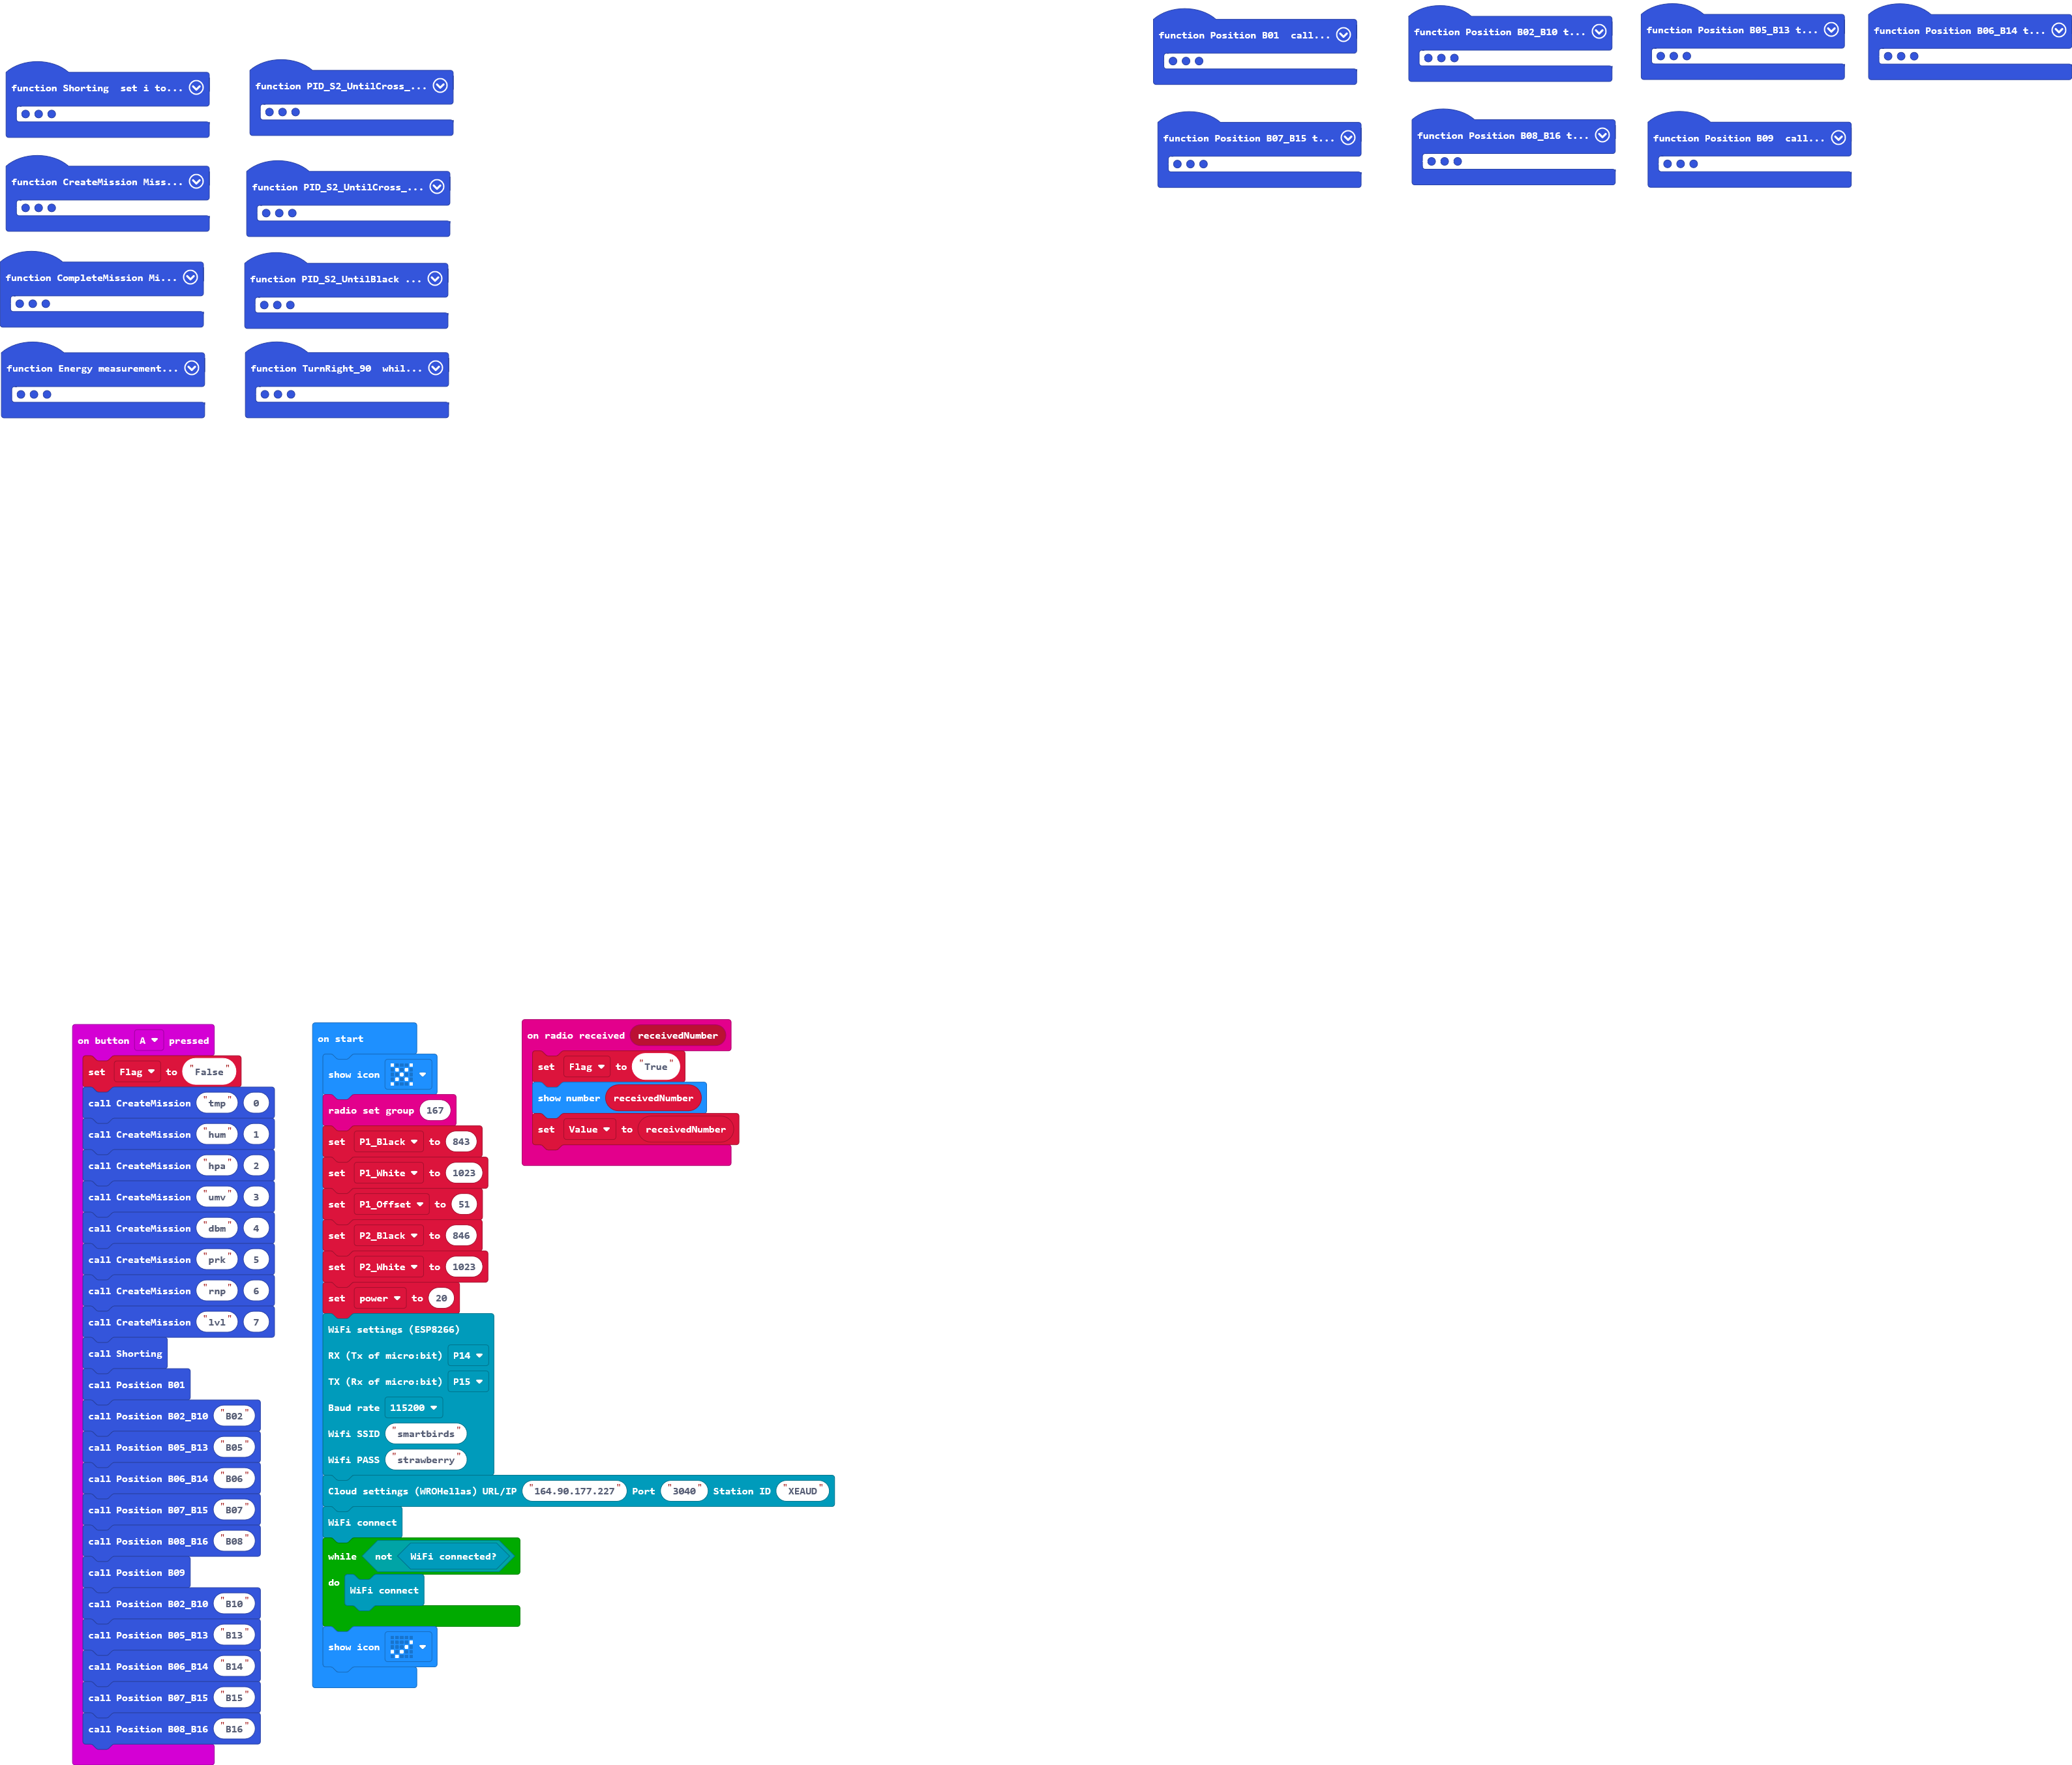 function Position B01 call...
function Position B02_B10 t...
function Position B05_B13 t...
function Position B06_B14 t...
function Shorting set i to...
function PID_S2_UntilCross_...
function Position B07_B15 t...
function Position B08_B16 t...
function Position B09 call...
function CreateMission Miss...
function PID_S2_UntilCross_...
function CompleteMission Mi...
function PID_S2_UntilBlack ...
function Energy measurement...
function TurnRight_90 whil...
on button A pressed
set Flag to "False"
call CreateMission "tmp" 0
call CreateMission "hum" 1
call CreateMission "hpa" 2
call CreateMission "umv" 3
call CreateMission "dbm" 4
call CreateMission "prk" 5
call CreateMission "rnp" 6
call CreateMission "lvl" 7
call Shorting
call Position B01
call Position B02_B10 "B02"
call Position B05_B13 "B05"
call Position B06_B14 "B06"
call Position B07_B15 "B07"
call Position B08_B16 "B08"
call Position B09
call Position B02_B10 "B10"
call Position B05_B13 "B13"
call Position B06_B14 "B14"
call Position B07_B15 "B15"
call Position B08_B16 "B16"
on start
show icon
radio set group 167
set P1_Black to 843
set P1_White to 1023
set P1_Offset to 51
set P2_Black to 846
set P2_White to 1023
set power to 20
WiFi settings (ESP8266)
RX (Tx of micro:bit) P14
TX (Rx of micro:bit) P15
Baud rate 115200
Wifi SSID "smartbirds"
Wifi PASS "strawberry"
Cloud settings (WROHellas) URL/IP "164.90.177.227" Port "3040" Station ID "XEAUD"
WiFi connect
while not WiFi connected?
do
WiFi connect
show icon
on radio received receivedNumber
set Flag to "True"
show number receivedNumber
set Value to receivedNumber